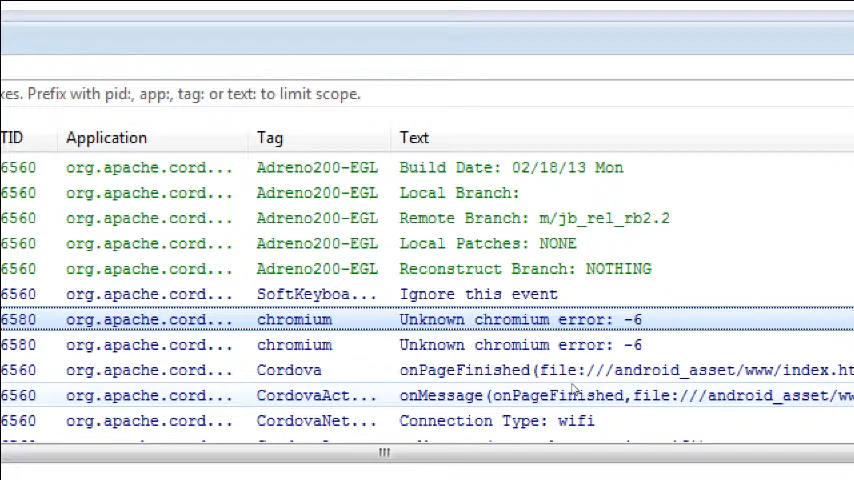 xes. Prefix with pid:, app:, tag: or text: to limit scope.
TID Application Tag Text
6560 org.apache.cord... Adreno200-EGL Build Date: 02/18/13 Mon
6560 org.apache.cord... Adreno200-EGL Local Branch:
6560 org.apache.cord... Adreno200-EGL Remote Branch: m/jb_rel_rb2.2
6560 org.apache.cord... Adreno200-EGL Local Patches: NONE
6560 org.apache.cord... Adreno200-EGL Reconstruct Branch: NOTHING
6560 org.apache.cord... SoftKeyboa... Ignore this event
6580 org.apache.cord... chromium Unknown chromium error: -6
6580 org.apache.cord... chromium Unknown chromium error: -6
6560 org.apache.cord... Cordova onPageFinished(file:///android_asset/www/index.ht
6560 org.apache.cord... CordovaAct... onMessage(onPageFinished,file:///android_asset/ww
6560 org.apache.cord... CordovaNet... Connection Type: wifi